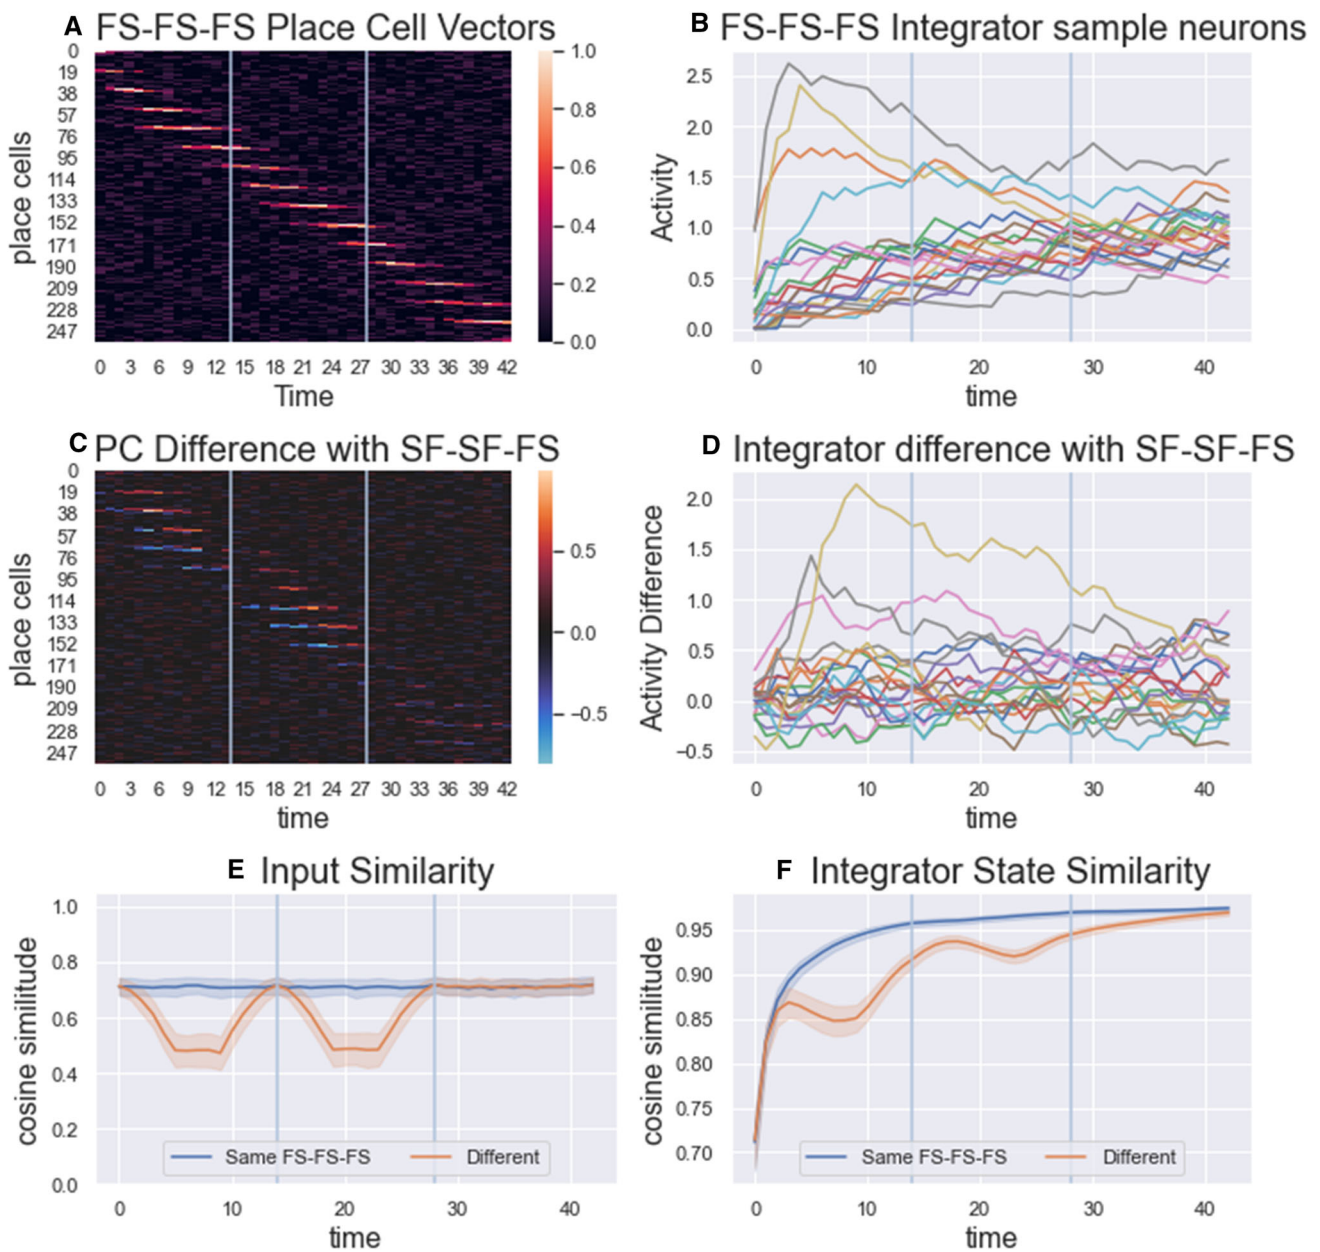 A FS-FS-FS Place Cell Vectors
0
19
38
57
76
95
114
133
152
171
190
209
228
247
place cells
0 3 6 9 12 15 18 21 24 27 30 33 36 39 42
Time
1.0
0.8
0.6
0.4
0.2
0.0
B FS-FS-FS Integrator sample neurons
2.5
2.0
1.5
1.0
0.5
0.0
Activity
0 10 20 30 40
time
C PC Difference with SF-SF-FS
0
19
38
57
76
95
114
133
152
171
190
209
228
247
place cells
0 3 6 9 12 15 18 21 24 27 30 33 36 39 42
time
0.5
0.0
−0.5
D Integrator difference with SF-SF-FS
2.0
1.5
1.0
0.5
0.0
−0.5
Activity Difference
0 10 20 30 40
time
E Input Similarity
1.0
0.8
0.6
0.4
0.2
0.0
cosine similitude
Same FS-FS-FS Different
0 10 20 30 40
time
F Integrator State Similarity
0.95
0.90
0.85
0.80
0.75
0.70
cosine similitude
Same FS-FS-FS Different
0 10 20 30 40
time